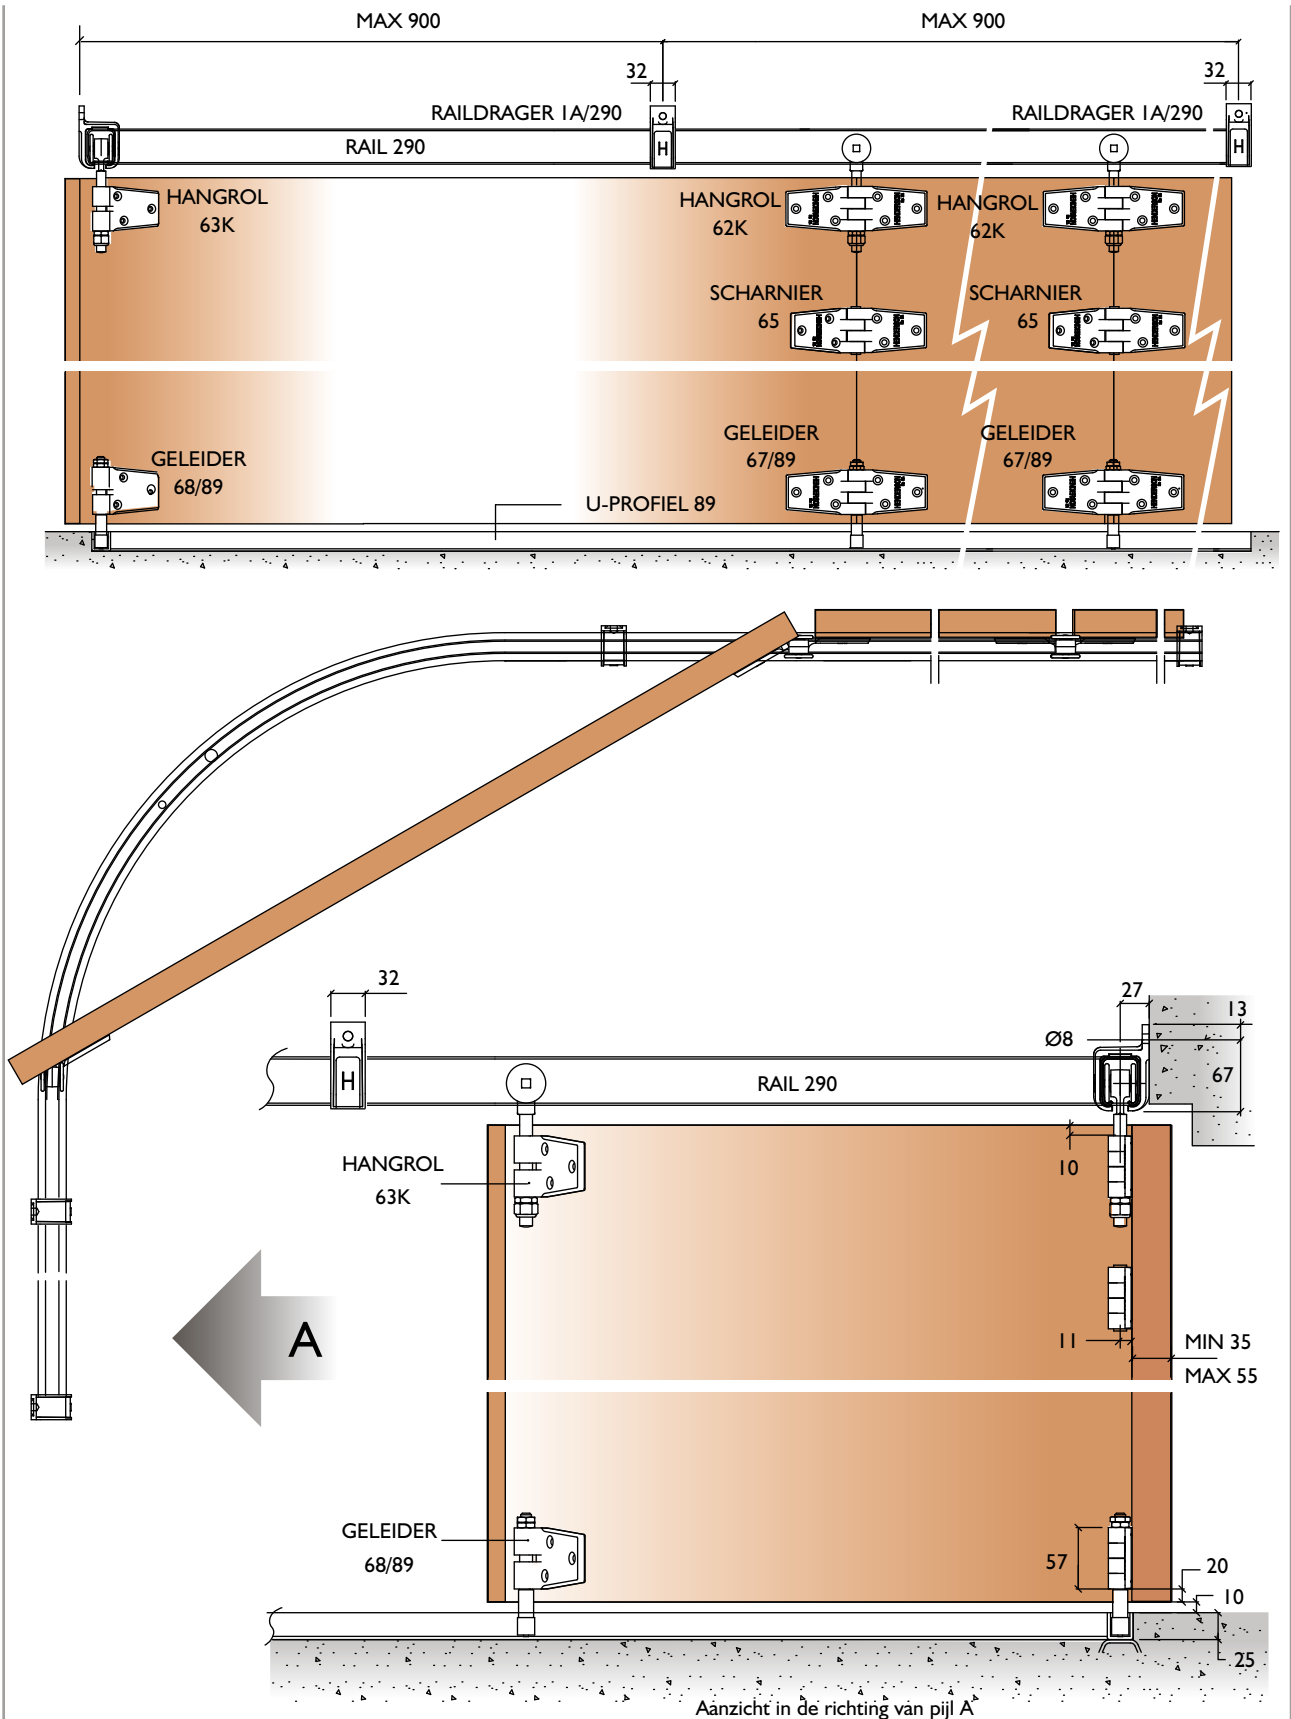 MAX 900
MAX 900
32
32
RAILDRAGER 1A/290
RAILDRAGER 1A/290
RAIL 290
H
H
HANGROL
63K
HANGROL
62K
HANGROL
62K
SCHARNIER
65
SCHARNIER
65
GELEIDER
68/89
GELEIDER
67/89
GELEIDER
67/89
U-PROFIEL 89
32
27
13
Ø8
67
H
RAIL 290
10
HANGROL
63K
A
11
MIN 35
MAX 55
GELEIDER
68/89
57
20
10
25
Aanzicht in de richting van pijl A